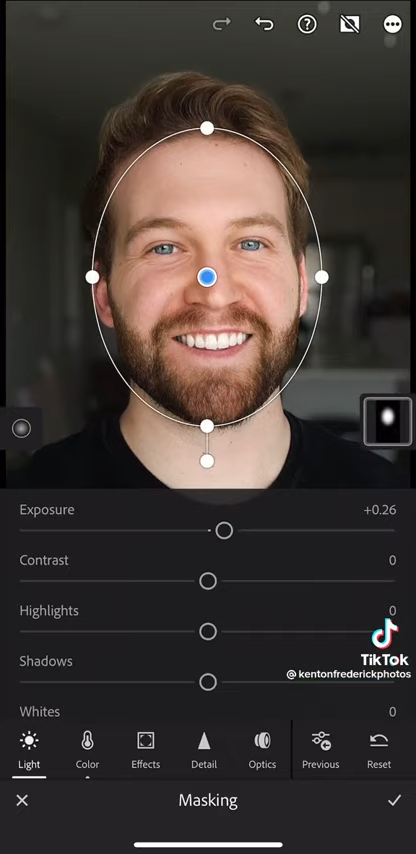 Exposure +0.26
Contrast 0
Highlights 0
Shadows 0
TikTok
@kentonfrederickphotos
Whites 0
Light Color Effects Detail Optics Previous Reset
Masking